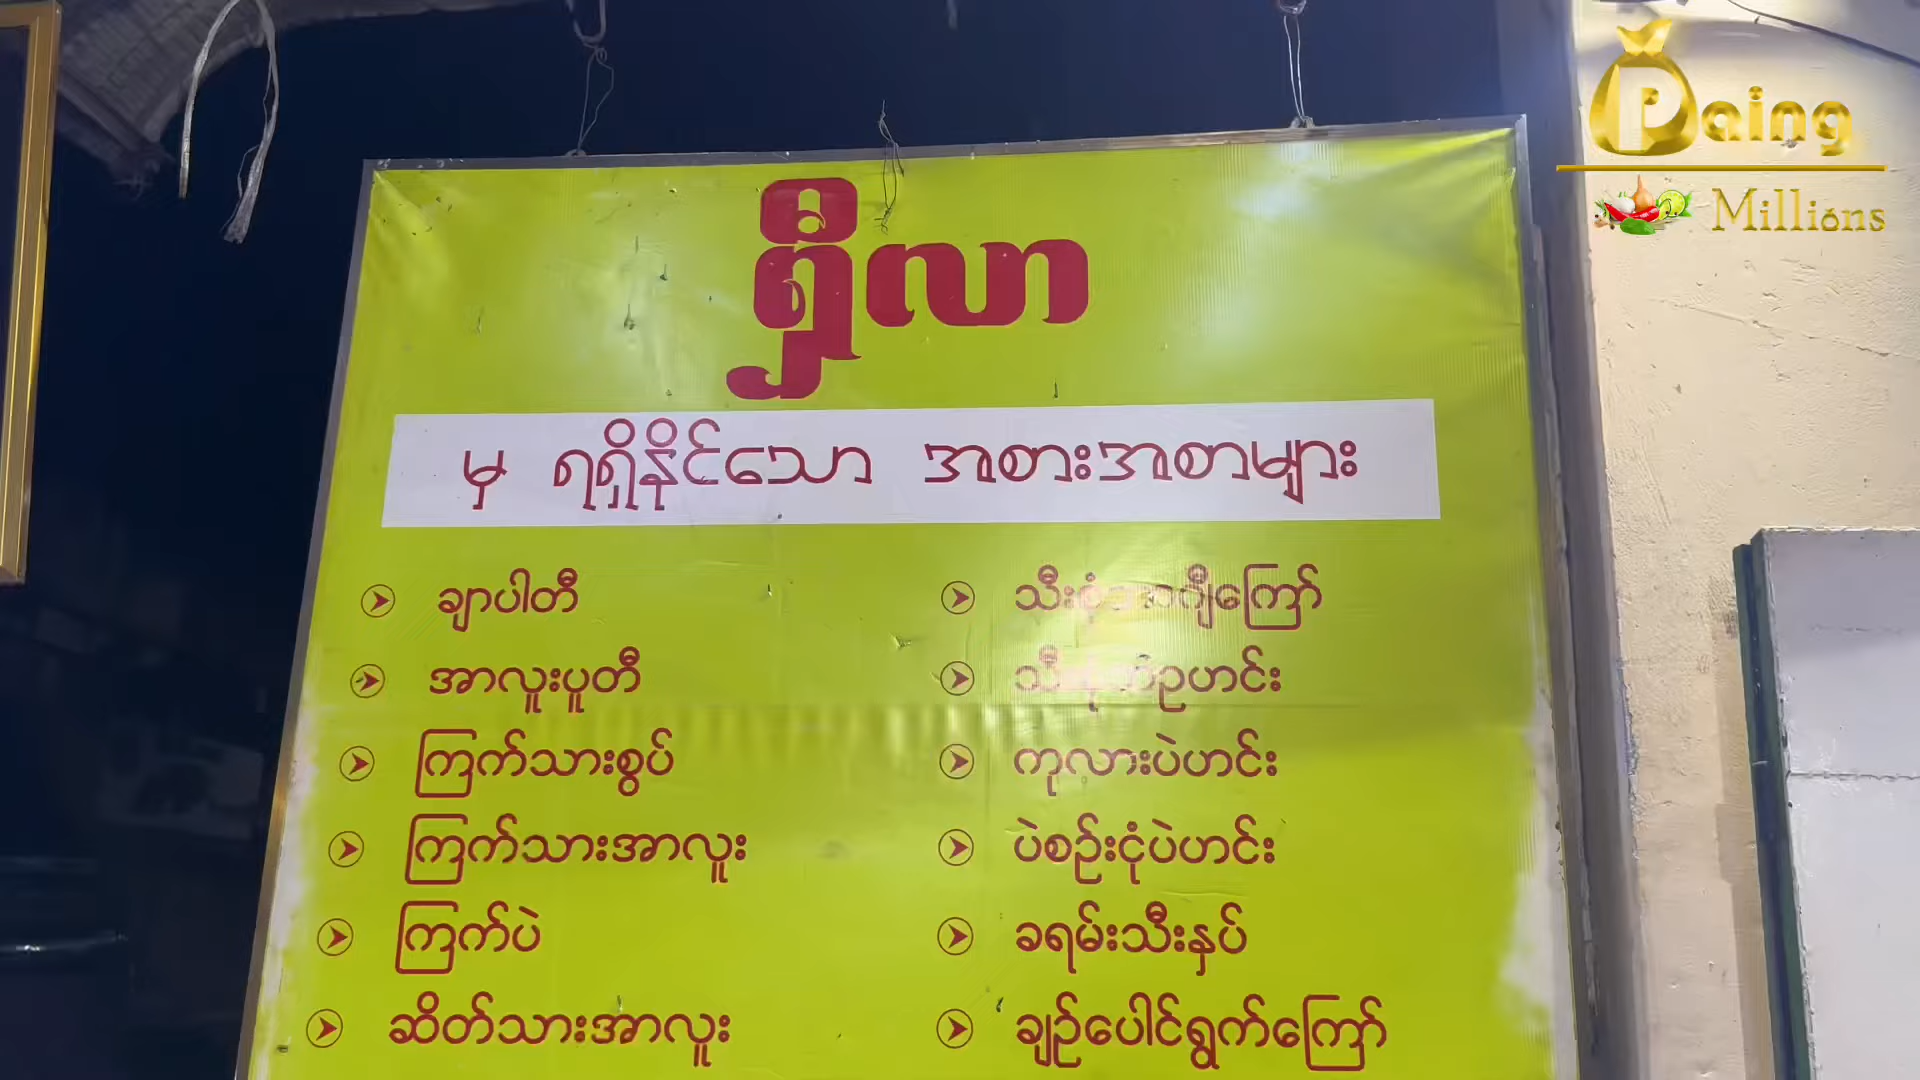 Paing
Millions
ရှီလာ
မှ ရရှိနိုင်သော အစားအစာများ
ချာပါတီ
အာလူးပူတီ
ကြက်သားစွပ်
ကြက်သားအာလူး
ကြက်ပဲ
ဆိတ်သားအာလူး
သီးစုံအာဂျီကြော်
ကုလားပဲဟင်း
ပဲစဉ်းငုံပဲဟင်း
ခရမ်းသီးနှပ်
ချဉ်ပေါင်ရွက်ကြော်